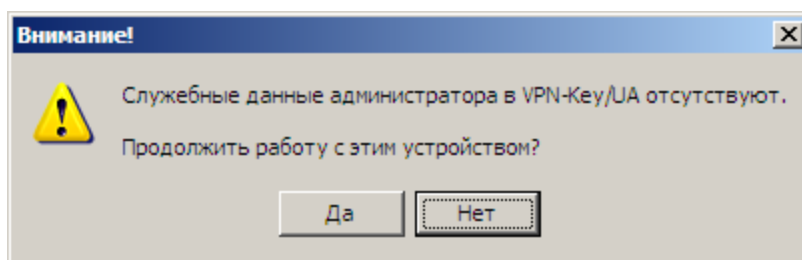 Внимание!
Служебные данные администратора в VPN-Key/UA отсутствуют.
Продолжить работу с этим устройством?
Да
Нет